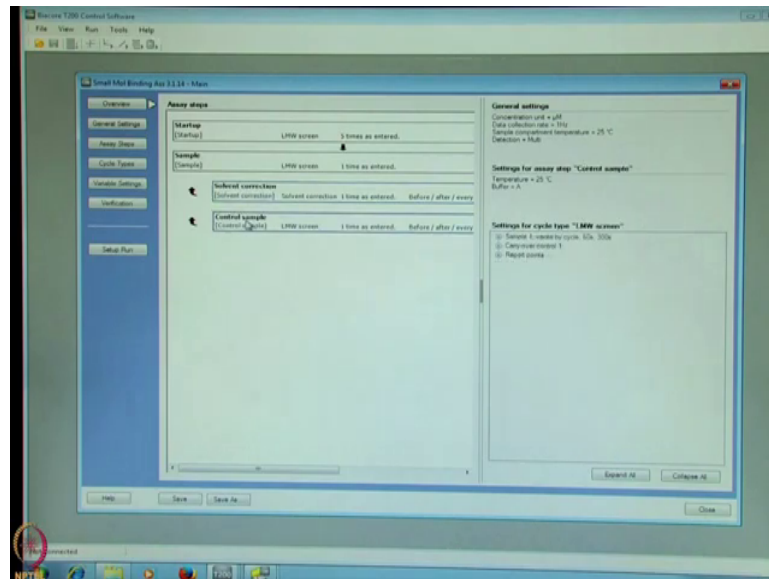 Biacore T200 Control Software
File View Run Tools Help
Small Mol Binding Ass 3.1.14 - Main
Overview
General Settings
Assay Steps
Cycle Types
Variable Settings
Verification
Setup Run
Assay steps
Startup
[Startup] LMW screen 5 times as entered.
Sample
[Sample] LMW screen 1 time as entered.
Solvent correction
[Solvent correction] Solvent correction 1 time as entered. Before / after / every
Control sample
[Control sample] LMW screen 1 time as entered. Before / after / every
General settings
Concentration unit = µM
Data collection rate = 1Hz
Sample compartment temperature = 25 °C
Detection = Multi
Settings for assay step "Control sample"
Temperature = 25 °C
Buffer = A
Settings for cycle type "LMW screen"
Carry-over control 1
Report points
Expand All Collapse All
Help Save Save As Close
connected
NPTEL
T200